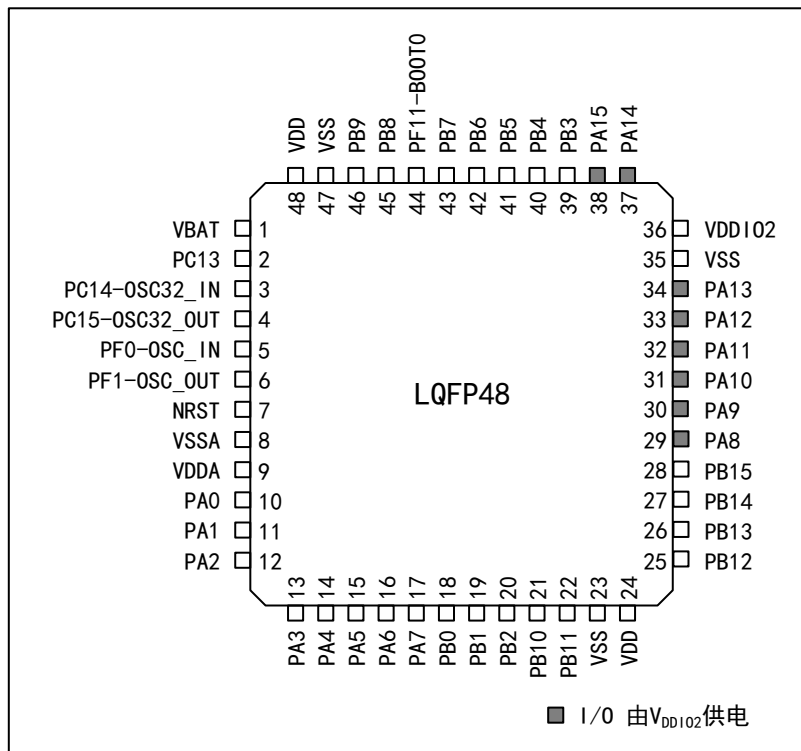 VDD
VSS
PB9
PB8
PF11-BOOT0
PB7
PB6
PB5
PB4
PB3
PA15
PA14
48
47
46
45
44
43
42
41
40
39
38
37
VBAT 1
PC13 2
PC14-OSC32_IN 3
PC15-OSC32_OUT 4
PF0-OSC_IN 5
PF1-OSC_OUT 6
NRST 7
VSSA 8
VDDA 9
PA0 10
PA1 11
PA2 12
LQFP48
36 VDDIO2
35 VSS
34 PA13
33 PA12
32 PA11
31 PA10
30 PA9
29 PA8
28 PB15
27 PB14
26 PB13
25 PB12
13
14
15
16
17
18
19
20
21
22
23
24
PA3
PA4
PA5
PA6
PA7
PB0
PB1
PB2
PB10
PB11
VSS
VDD
I/O 由VDDIO2供电